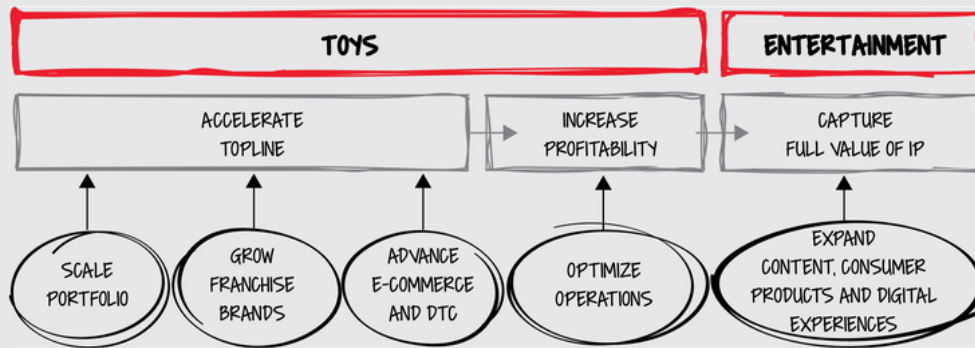 TOYS
ENTERTAINMENT
ACCELERATE
TOPLINE
INCREASE
PROFITABILITY
CAPTURE
FULL VALUE OF IP
SCALE
PORTFOLIO
GROW
FRANCHISE
BRANDS
ADVANCE
E-COMMERCE
AND DTC
OPTIMIZE
OPERATIONS
EXPAND
CONTENT, CONSUMER
PRODUCTS AND DIGITAL
EXPERIENCES